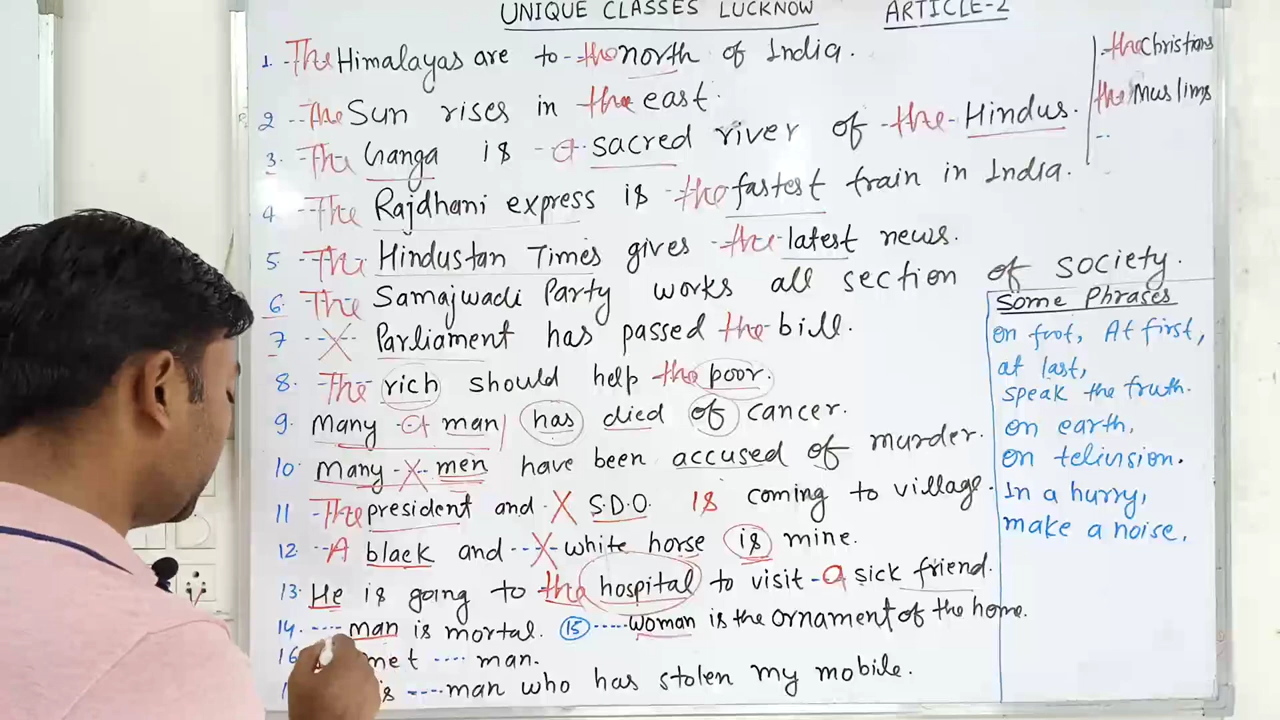 UNIQUE CLASSES LUCKNOW ARTICLE-2
1. The Himalayas are to the north of India.
2 The Sun rises in the east.
3. The Ganga is a sacred river of the Hindus.
4 The Rajdhani express is the fastest train in India.
5. The Hindustan Times gives the latest news.
6. The Samajwadi Party works all section of society.
7 X Parliament has passed the bill.
8. The rich should help the poor.
9. Many a man has died of cancer.
10. many X men have been accused of murder.
11 The president and X S.D.O. is coming to village.
12. A black and X white horse is mine.
13. He is going to the hospital to visit a sick friend.
14. .... man is mortal. 15 .... woman is the ornament of the home.
16 met .... man.
is .... man who has stolen my mobile.
the Christians
the Muslims
Some Phrases
on foot, At first,
at last,
speak the truth.
on earth,
on telivsion.
In a hurry,
make a noise,